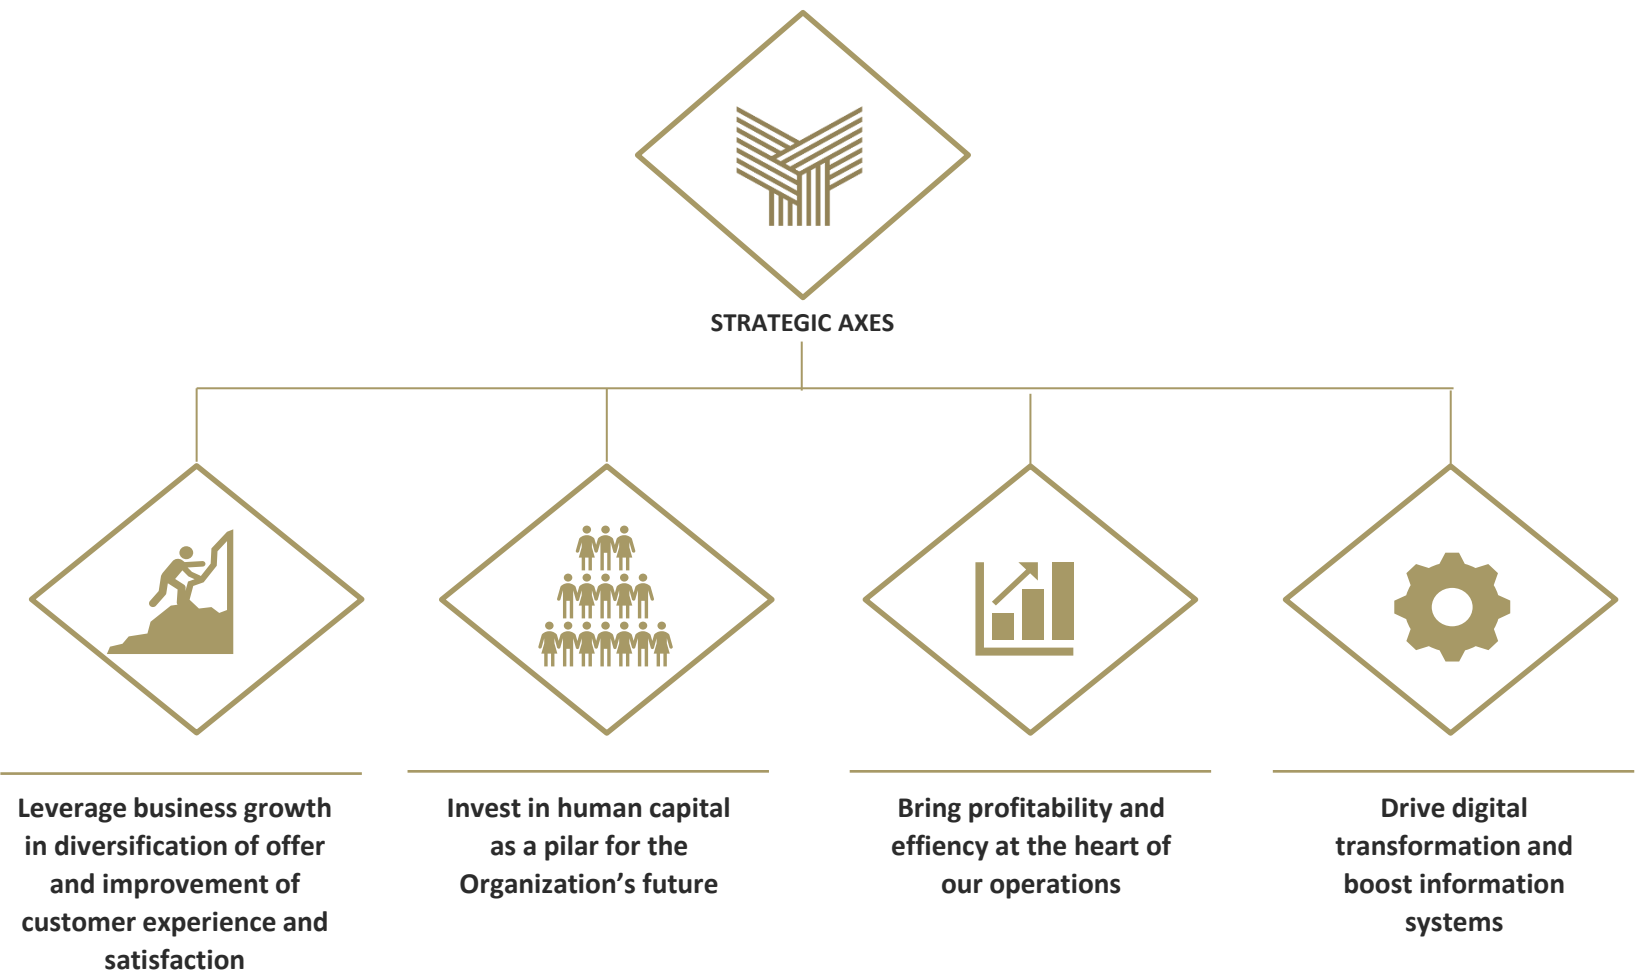 STRATEGIC AXES
Leverage business growth
in diversification of offer
and improvement of
customer experience and
satisfaction
Invest in human capital
as a pilar for the
Organization’s future
Bring profitability and
effiency at the heart of
our operations
Drive digital
transformation and
boost information
systems